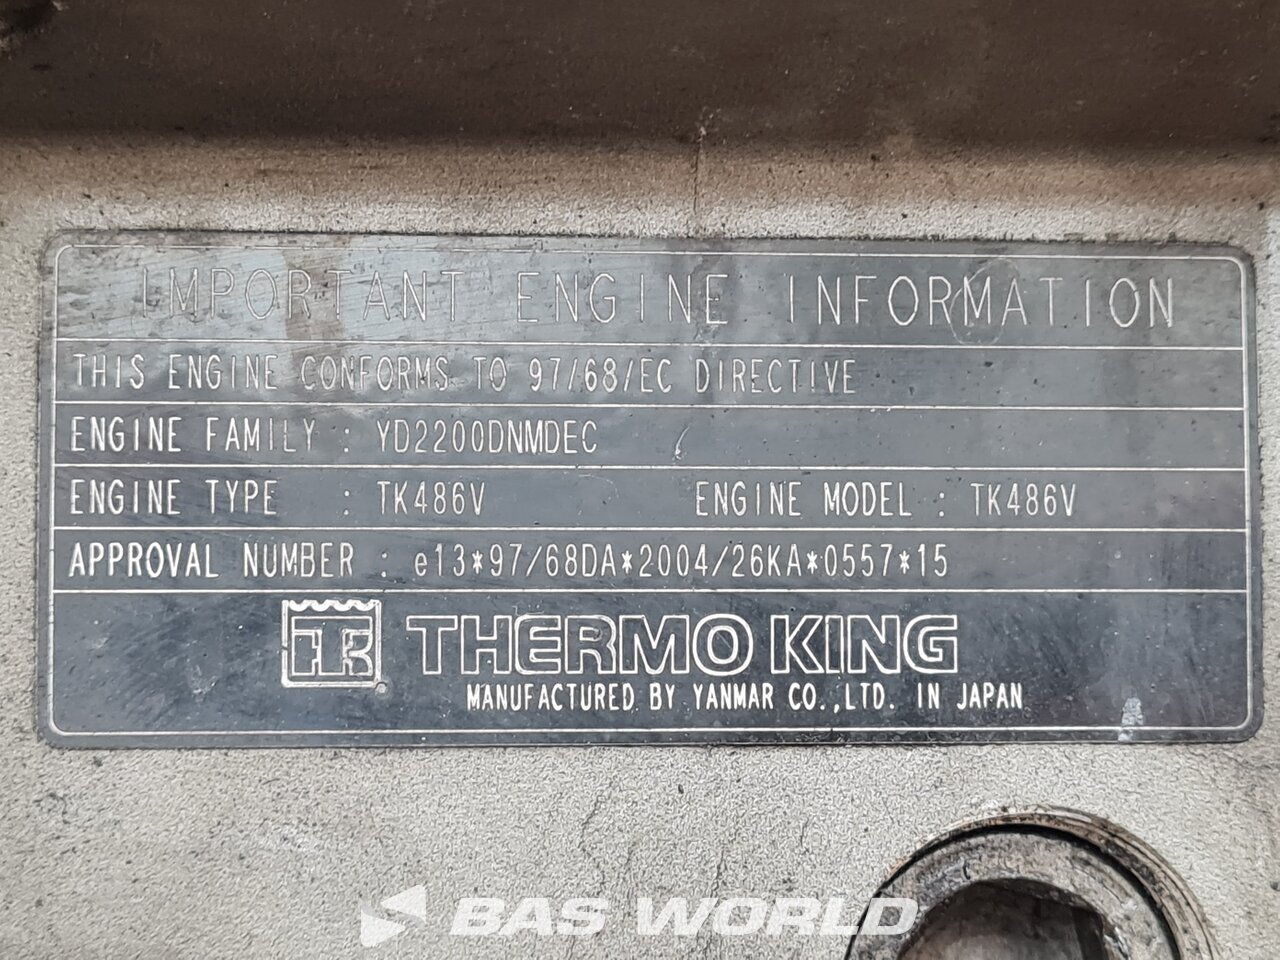 IMPORTANT ENGINE INFORMATION
THIS ENGINE CONFORMS TO 97/68/EC DIRECTIVE
ENGINE FAMILY : YD2200DNMDEC
ENGINE TYPE : TK486V ENGINE MODEL : TK486V
APPROVAL NUMBER : e13*97/68DA*2004/26KA*0557*15
TK® THERMO KING
MANUFACTURED BY YANMAR CO.,LTD. IN JAPAN
BAS WORLD